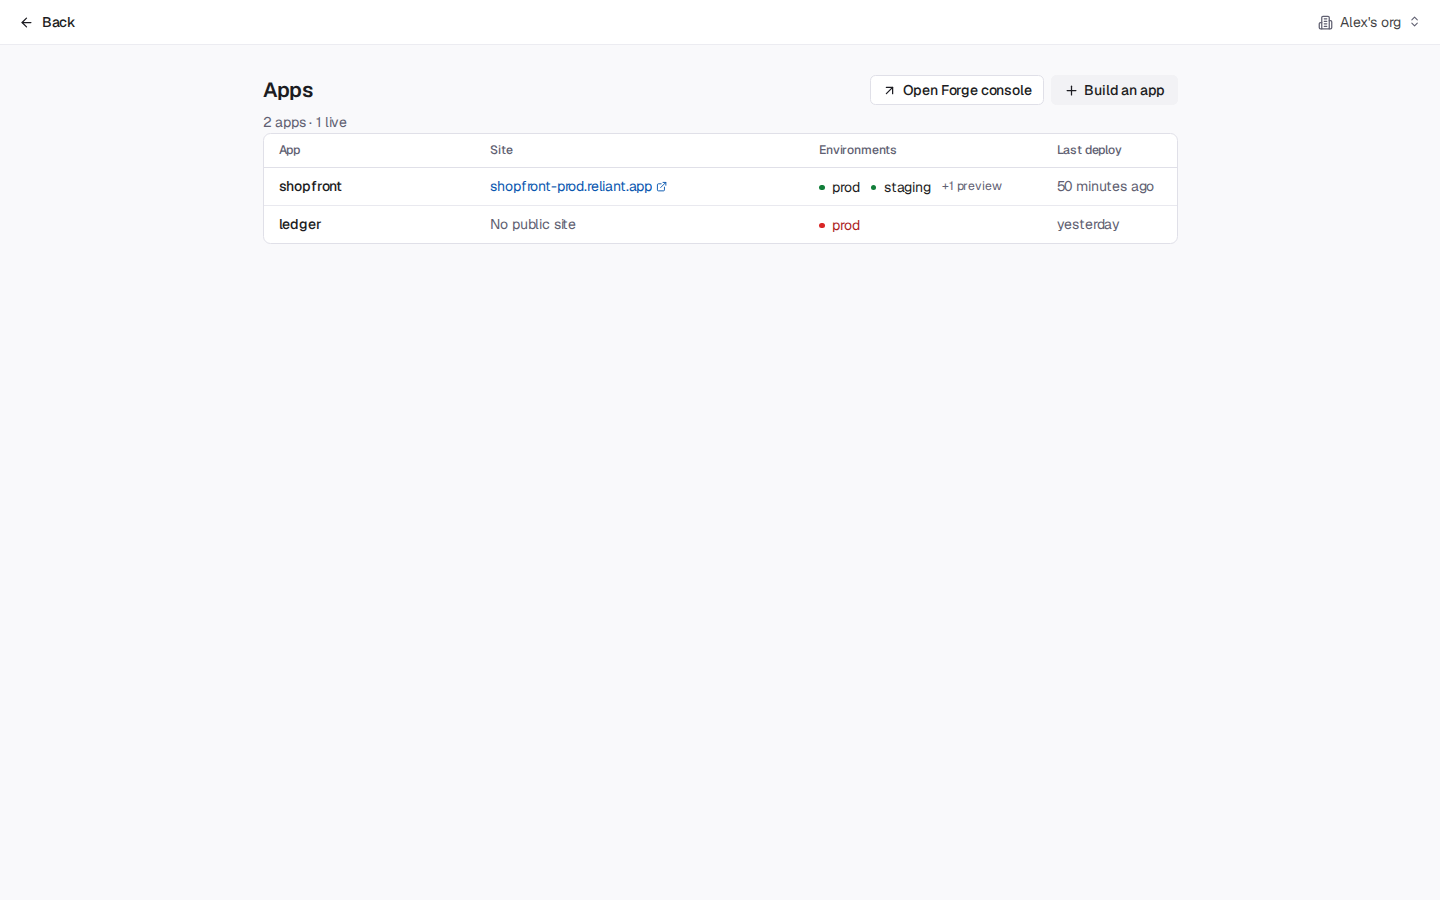 Back
Alex's org
Apps
Open Forge console
Build an app
2 apps · 1 live
App Site Environments Last deploy
shopfront shopfront-prod.reliant.app prod staging +1 preview 50 minutes ago
ledger No public site prod yesterday